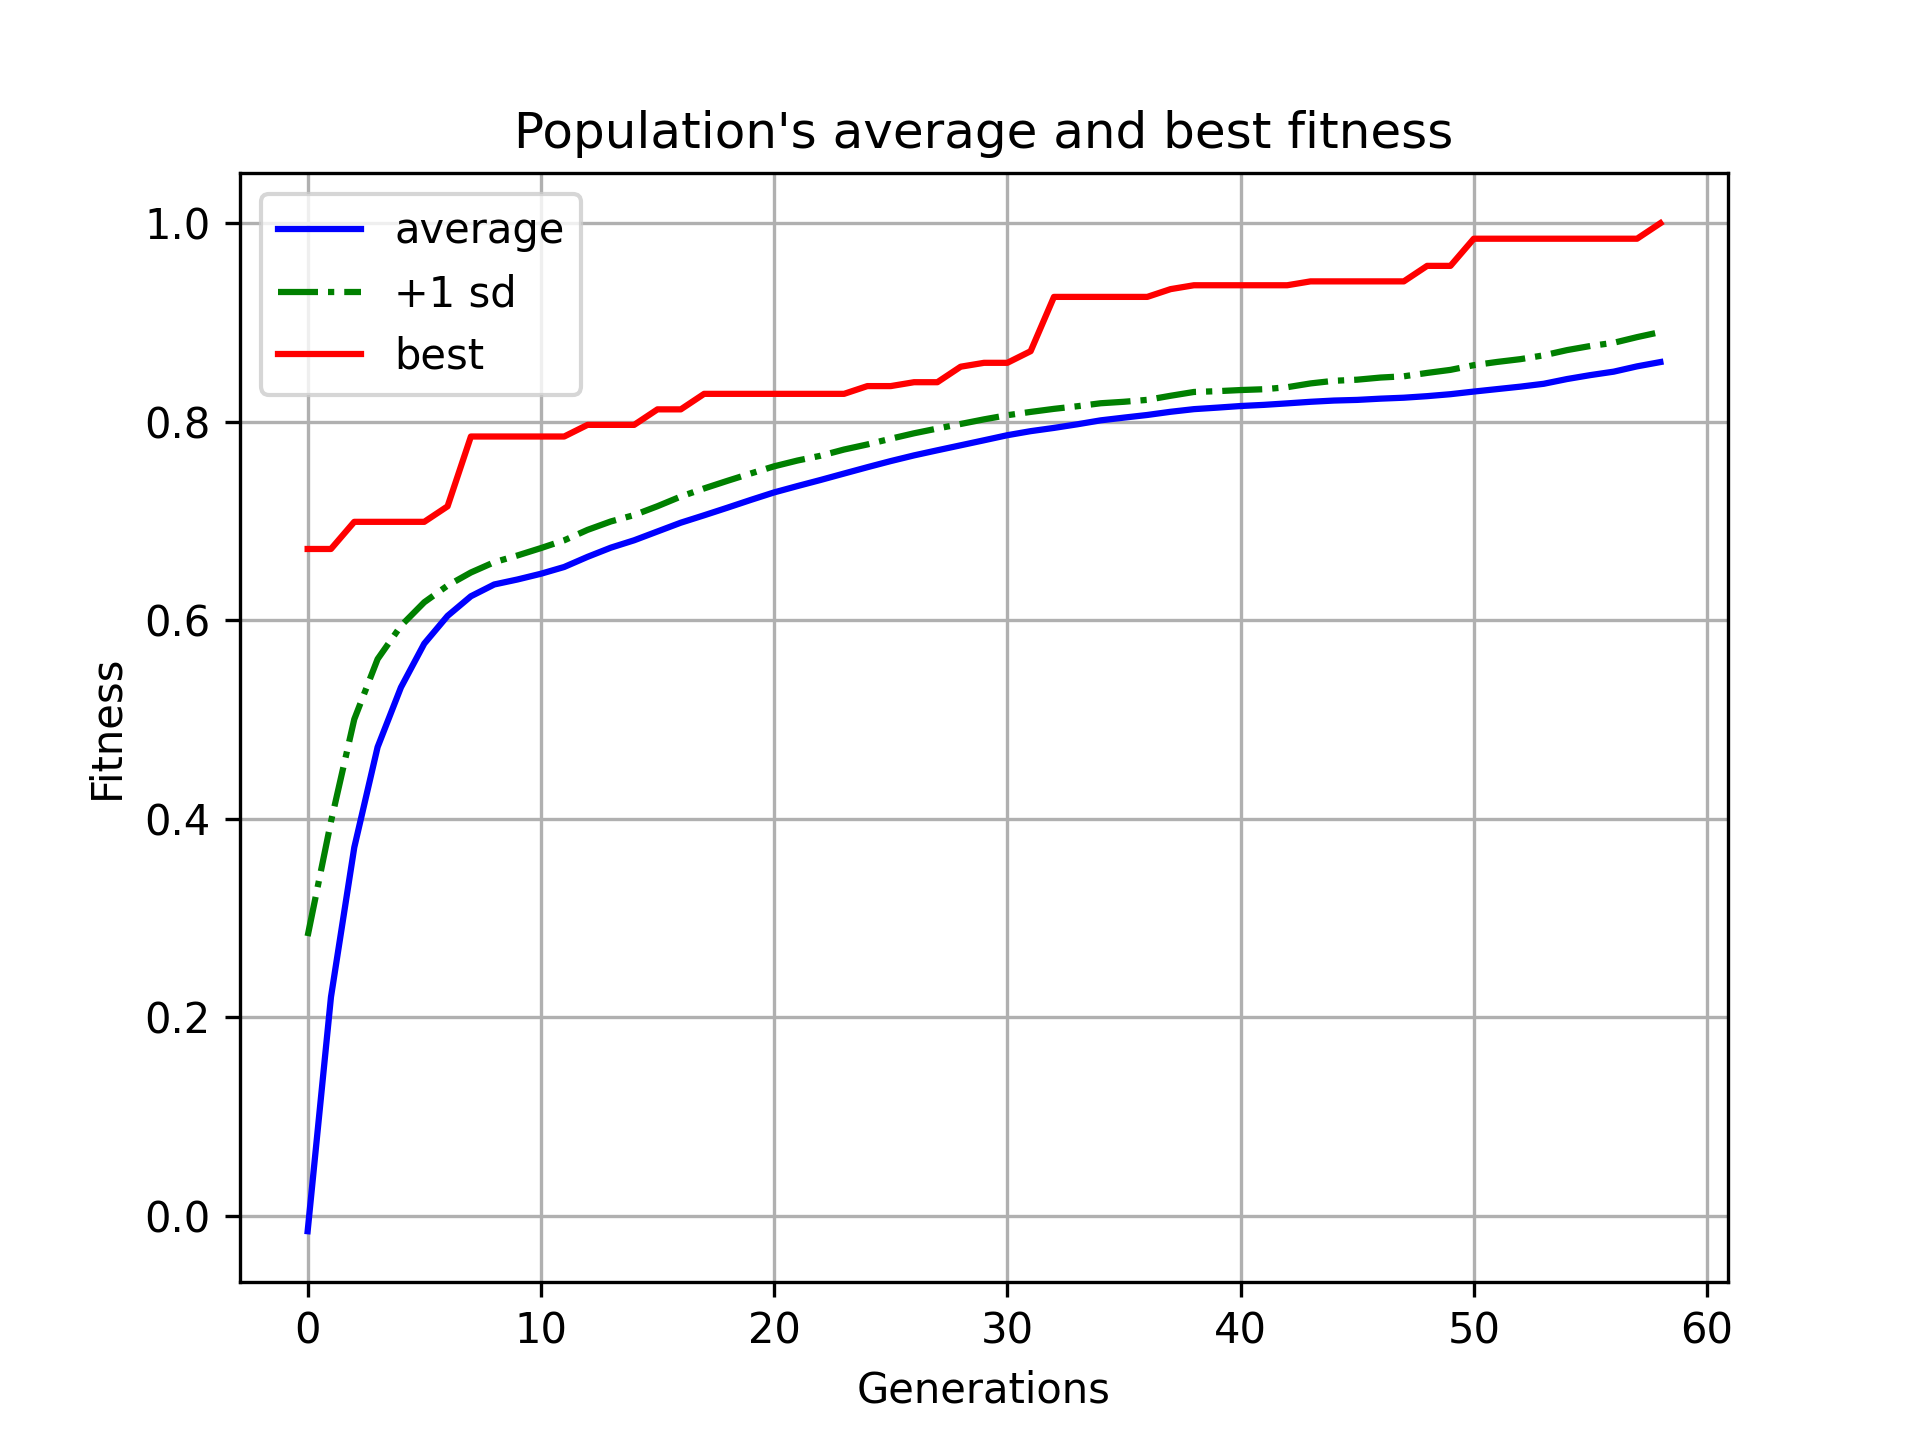 Population's average and best fitness
average
+1 sd
best
1.0
0.8
0.6
0.4
0.2
0.0
Fitness
0 10 20 30 40 50 60
Generations